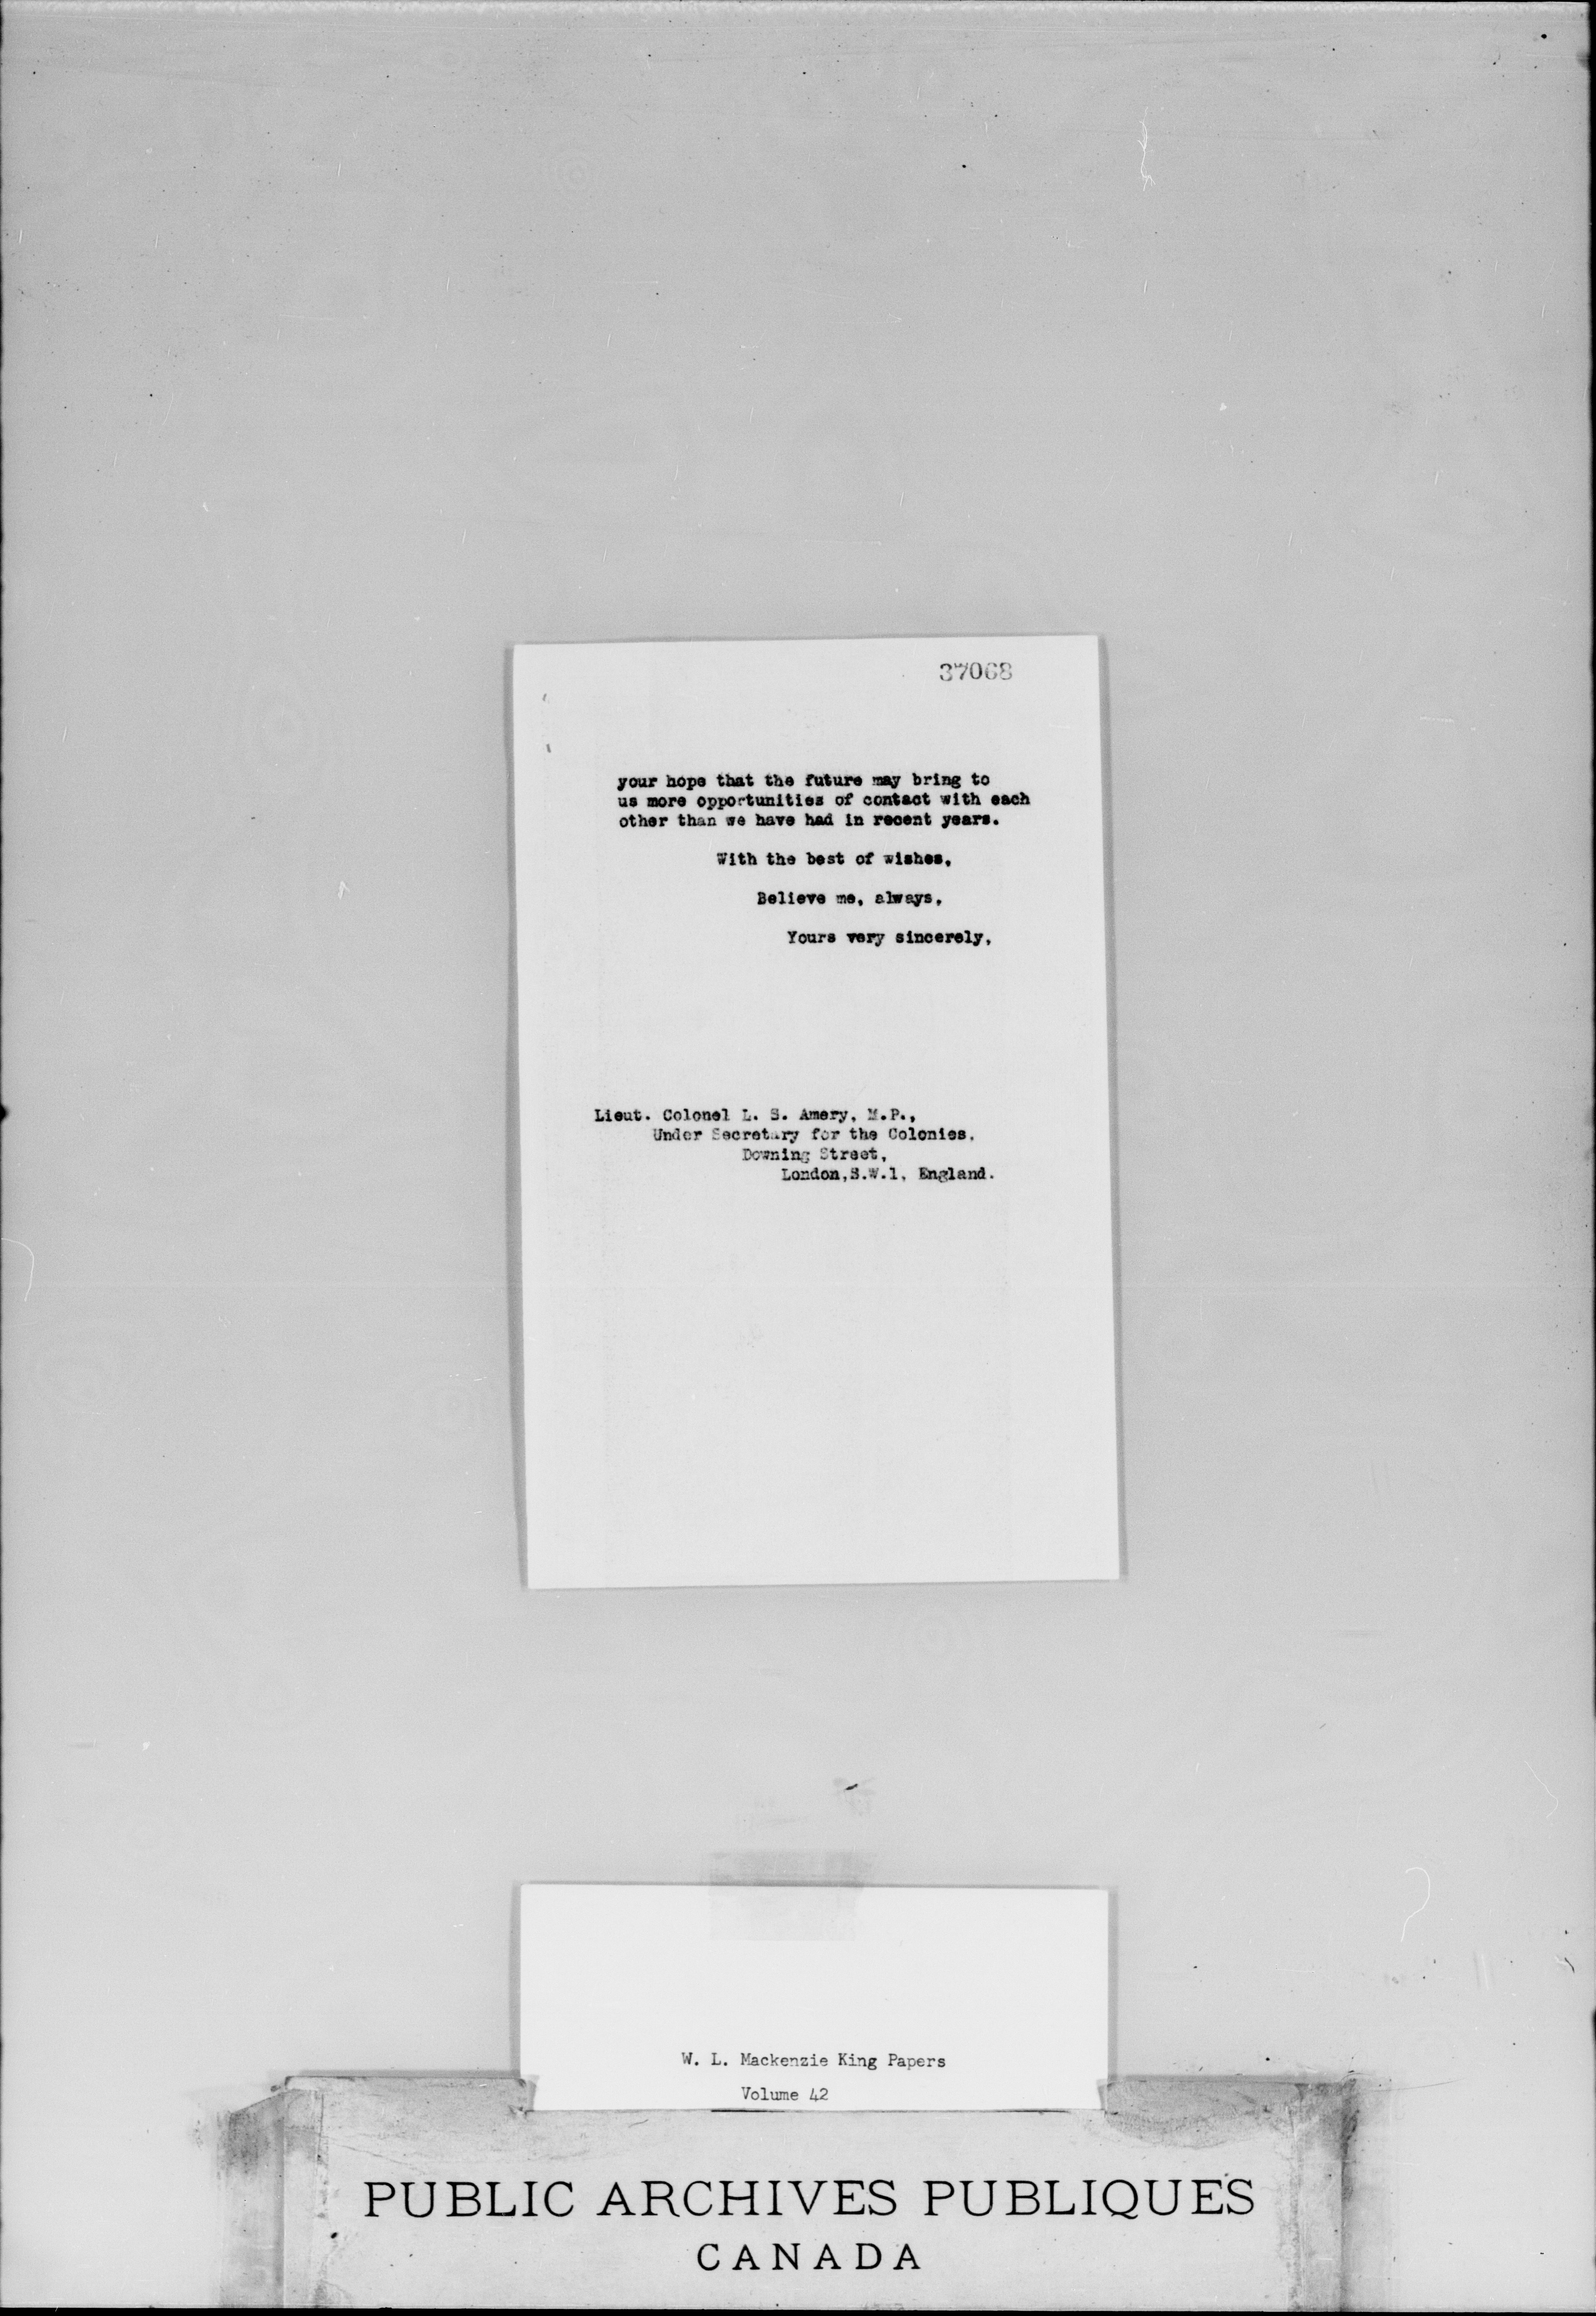 37068
your hope that the future may bring to
us more opportunities of contact with each
other than we have had in recent years.
With the best of wishes,
Believe me, always,
Yours very sincerely,
Lieut. Colonel L. S. Amery, M.P.,
Under Secretary for the Colonies,
Downing Street,
London,S.W.1, England.
W. L. Mackenzie King Papers
Volume 42
PUBLIC ARCHIVES PUBLIQUES
CANADA